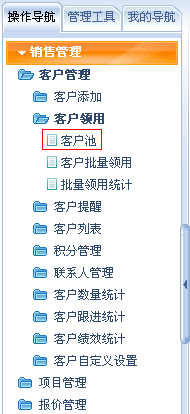 操作导航 管理工具 我的导航
销售管理
客户管理
客户添加
客户领用
客户池
客户批量领用
批量领用统计
客户提醒
客户列表
积分管理
联系人管理
客户数量统计
客户跟进统计
客户绩效统计
客户自定义设置
项目管理
报价管理